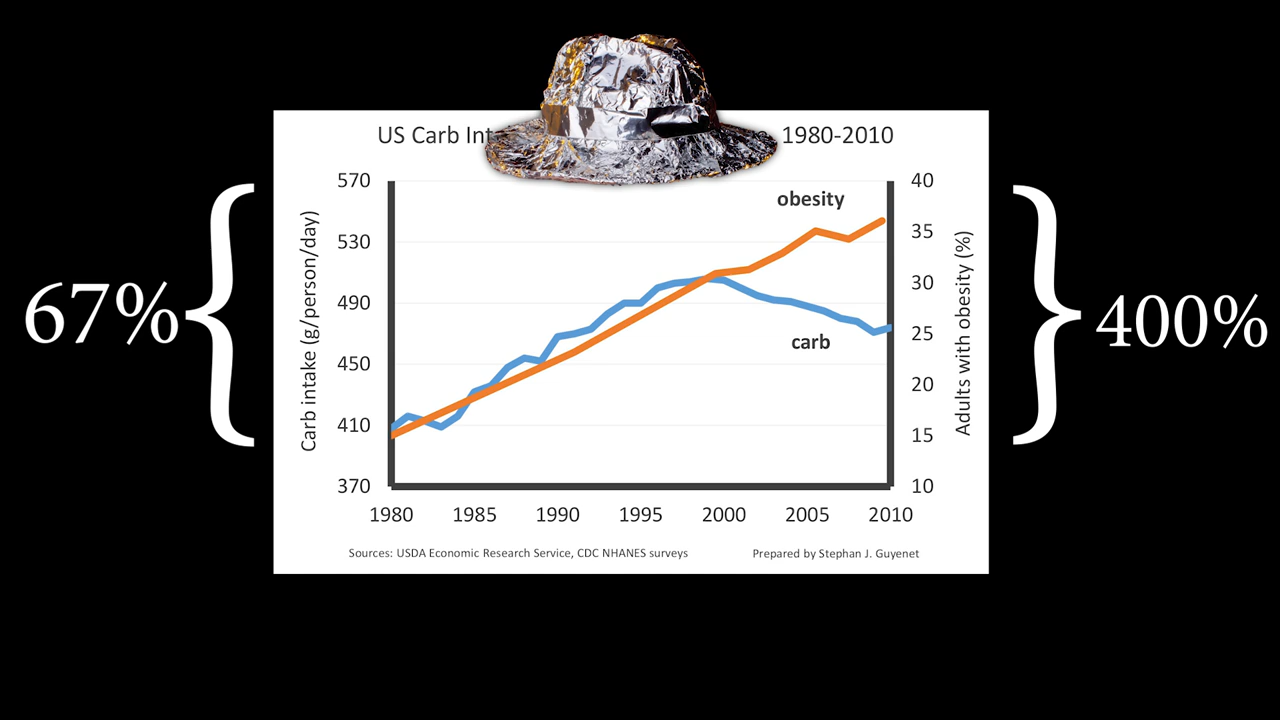 US Carb Int 1980-2010
67%
400%
Carb intake (g/person/day)
570
530
490
450
410
370
obesity
carb
40
35
30
25
20
15
10
Adults with obesity (%)
1980 1985 1990 1995 2000 2005 2010
Sources: USDA Economic Research Service, CDC NHANES surveys
Prepared by Stephan J. Guyenet